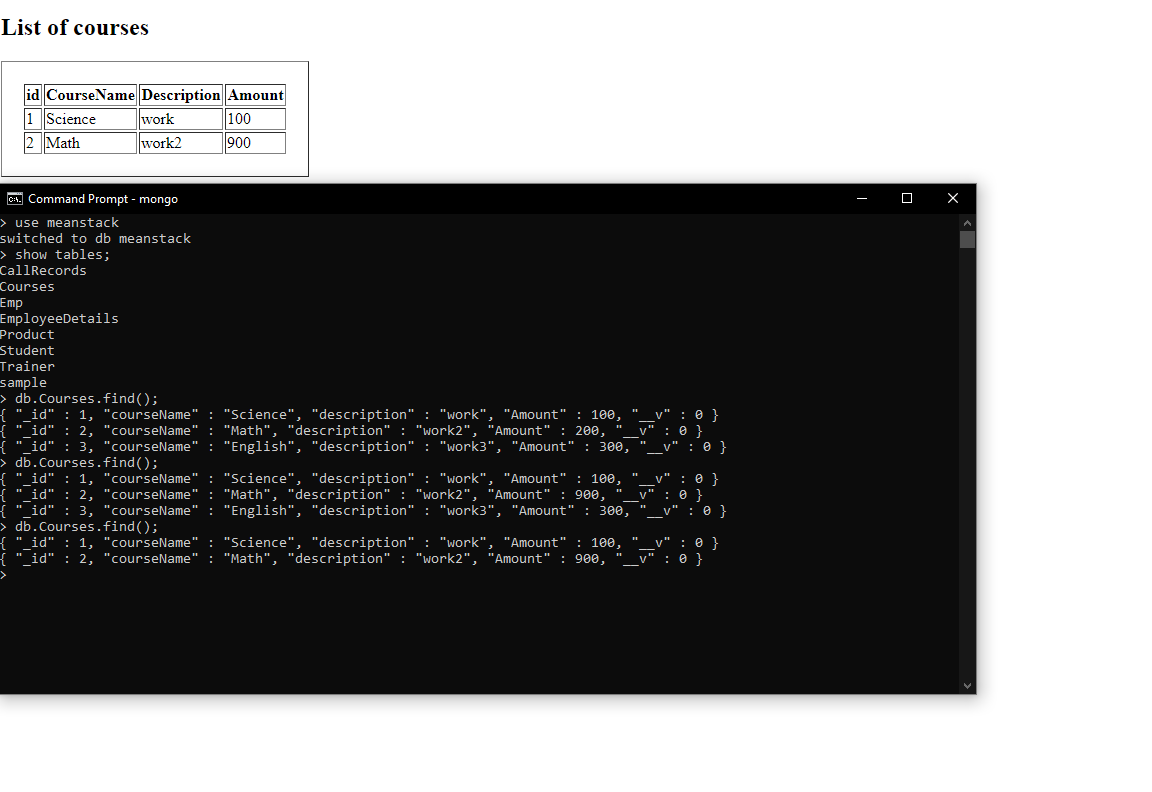 List of courses
id CourseName Description Amount
1 Science work 100
2 Math work2 900
Command Prompt - mongo
> use meanstack
switched to db meanstack
> show tables;
CallRecords
Courses
Emp
EmployeeDetails
Product
Student
Trainer
sample
> db.Courses.find();
{ "_id" : 1, "courseName" : "Science", "description" : "work", "Amount" : 100, "__v" : 0 }
{ "_id" : 2, "courseName" : "Math", "description" : "work2", "Amount" : 200, "__v" : 0 }
{ "_id" : 3, "courseName" : "English", "description" : "work3", "Amount" : 300, "__v" : 0 }
> db.Courses.find();
{ "_id" : 1, "courseName" : "Science", "description" : "work", "Amount" : 100, "__v" : 0 }
{ "_id" : 2, "courseName" : "Math", "description" : "work2", "Amount" : 900, "__v" : 0 }
{ "_id" : 3, "courseName" : "English", "description" : "work3", "Amount" : 300, "__v" : 0 }
> db.Courses.find();
{ "_id" : 1, "courseName" : "Science", "description" : "work", "Amount" : 100, "__v" : 0 }
{ "_id" : 2, "courseName" : "Math", "description" : "work2", "Amount" : 900, "__v" : 0 }
>